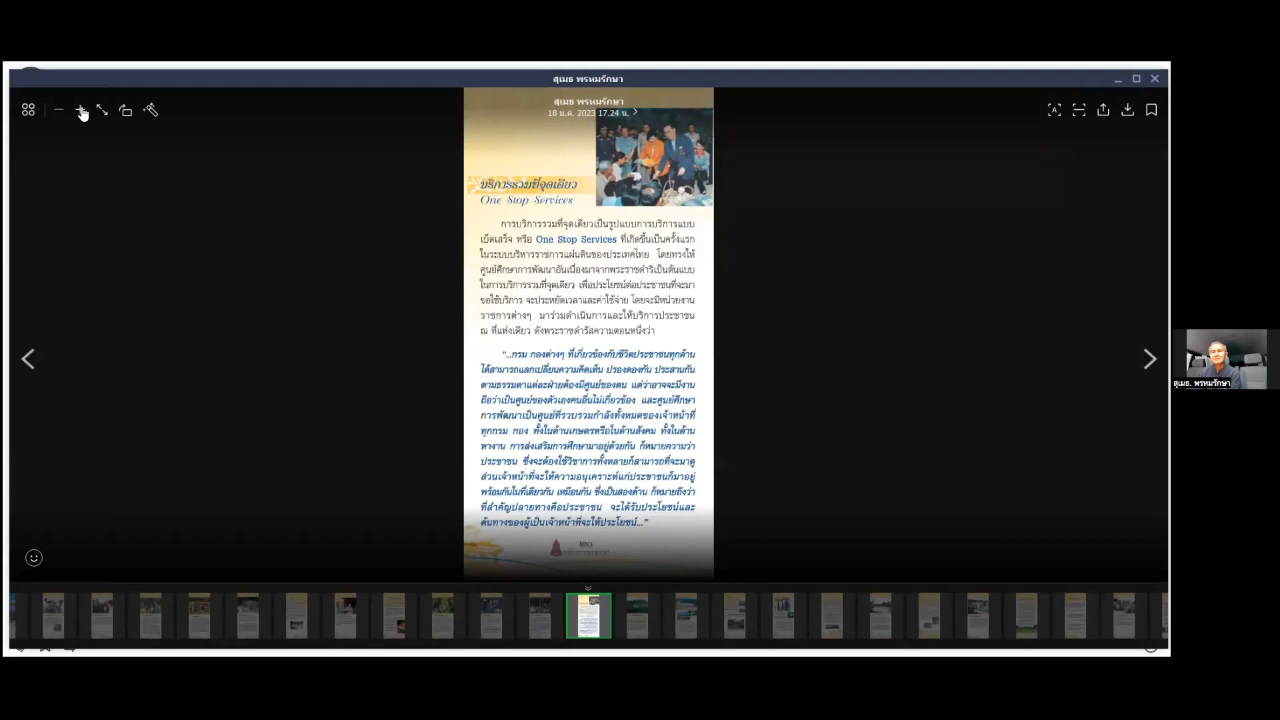 สุเมธ พรหมรักษา
สุเมธ พรหมรักษา
18 ม.ค. 2023 17.24 น.
บริการรวมที่จุดเดียว
One Stop Services
การบริการรวมที่จุดเดียวเป็นรูปแบบการบริการแบบ
เบ็ดเสร็จ หรือ One Stop Services ที่เกิดขึ้นเป็นครั้งแรก
ในระบบบริหารราชการแผ่นดินของประเทศไทย โดยทรงให้
ศูนย์ศึกษาการพัฒนาอันเนื่องมาจากพระราชดำริเป็นต้นแบบ
ในการบริการรวมที่จุดเดียว เพื่อประโยชน์ต่อประชาชนที่จะมา
ขอใช้บริการ จะประหยัดเวลาและค่าใช้จ่าย โดยจะมีหน่วยงาน
ราชการต่างๆ มาร่วมดำเนินการและให้บริการประชาชน
ณ ที่แห่งเดียว ดังพระราชดำรัสความตอนหนึ่งว่า
“...กรม กองต่างๆ ที่เกี่ยวข้องกับชีวิตประชาชนทุกด้าน
ได้สามารถแลกเปลี่ยนความคิดเห็น ปรองดองกัน ประสานกัน
ตามธรรมดาแต่ละฝ่ายต้องมีศูนย์ของตน แต่ว่าอาจจะมีงาน
ถือว่าเป็นศูนย์ของตัวเองคนอื่นไม่เกี่ยวข้อง และศูนย์ศึกษา
การพัฒนาเป็นศูนย์ที่รวบรวมกำลังทั้งหมดของเจ้าหน้าที่
ทุกกรม กอง ทั้งในด้านเกษตรหรือในด้านสังคม ทั้งในด้าน
หางาน การส่งเสริมการศึกษามาอยู่ด้วยกัน ก็หมายความว่า
ประชาชน ซึ่งจะต้องใช้วิชาการทั้งหลายก็สามารถที่จะมาดู
ส่วนเจ้าหน้าที่จะให้ความอนุเคราะห์แก่ประชาชนก็มาอยู่
พร้อมกันในที่เดียวกัน เหมือนกัน ซึ่งเป็นสองด้าน ก็หมายถึงว่า
ที่สำคัญปลายทางคือประชาชน จะได้รับประโยชน์และ
ต้นทางของผู้เป็นเจ้าหน้าที่จะให้ประโยชน์...”
สุเมธ. พรหมรักษา